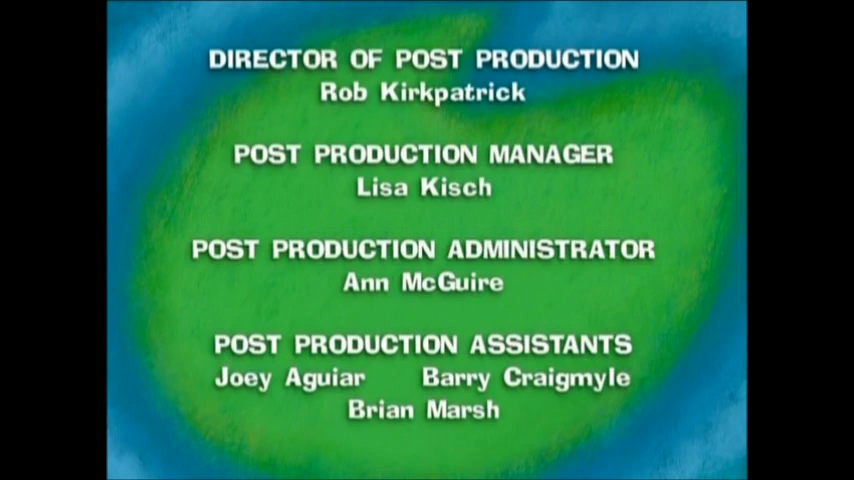 DIRECTOR OF POST PRODUCTION
Rob Kirkpatrick
POST PRODUCTION MANAGER
Lisa Kisch
POST PRODUCTION ADMINISTRATOR
Ann McGuire
POST PRODUCTION ASSISTANTS
Joey Aguiar Barry Craigmyle
Brian Marsh